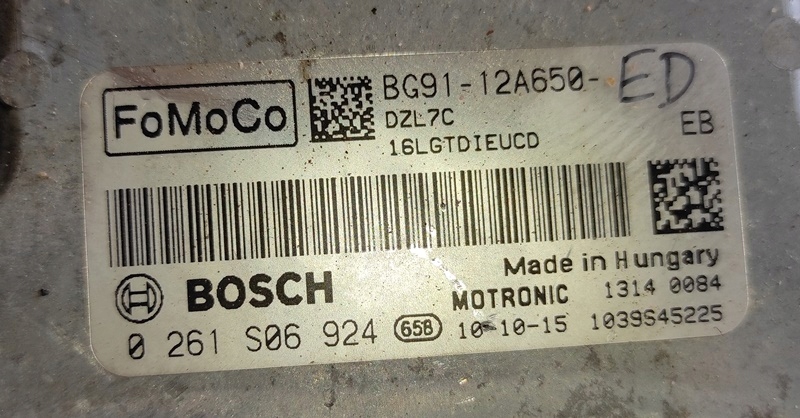 FoMoCo
BG91-12A650-ED
DZL7C
EB
16LGTDIEUCD
Made in Hungary
BOSCH
MOTRONIC 1314 0084
0 261 S06 924 658 10-10-15 1039S45225